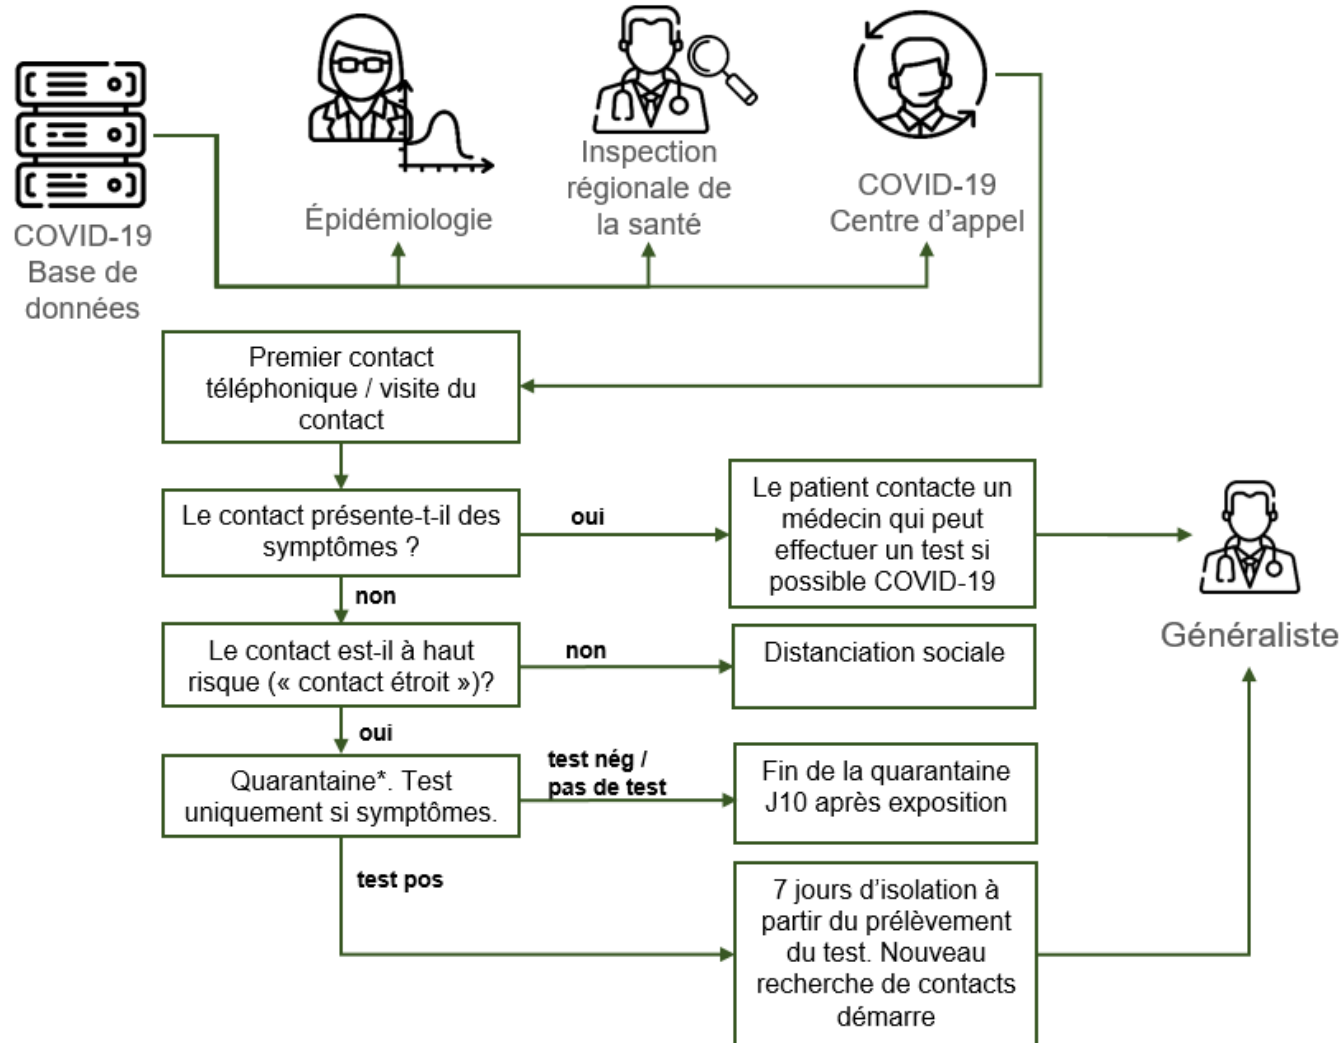 COVID-19
Base de
données
Épidémiologie
Inspection
régionale de
la santé
COVID-19
Centre d'appel
Premier contact
téléphonique / visite du
contact
Le contact présente-t-il des
symptômes ?
oui
Le patient contacte un
médecin qui peut
effectuer un test si
possible COVID-19
Généraliste
non
Le contact est-il à haut
risque (« contact étroit »)?
non
Distanciation sociale
oui
Quarantaine*. Test
uniquement si symptômes.
test nég /
pas de test
Fin de la quarantaine
J10 après exposition
test pos
7 jours d'isolation à
partir du prélèvement
du test. Nouveau
recherche de contacts
démarre